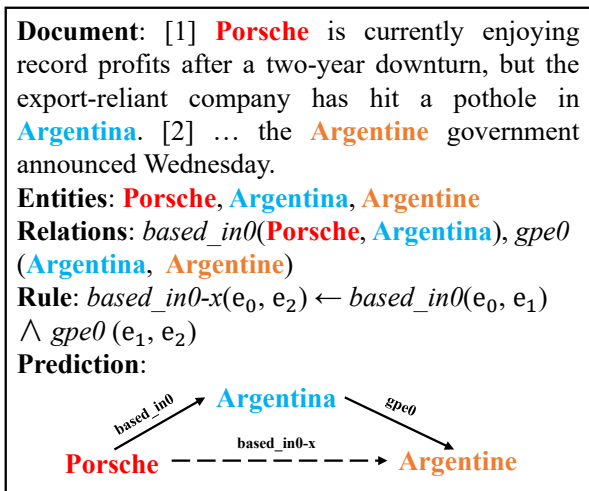 Document: [1] Porsche is currently enjoying
record profits after a two-year downturn, but the
export-reliant company has hit a pothole in
Argentina. [2] … the Argentine government
announced Wednesday.
Entities: Porsche, Argentina, Argentine
Relations: based_in0(Porsche, Argentina), gpe0
(Argentina, Argentine)
Rule: based_in0-x(e₀, e₂) ← based_in0(e₀, e₁)
∧ gpe0 (e₁, e₂)
Prediction:
based_in0
Argentina
gpe0
based_in0-x
Porsche
Argentine